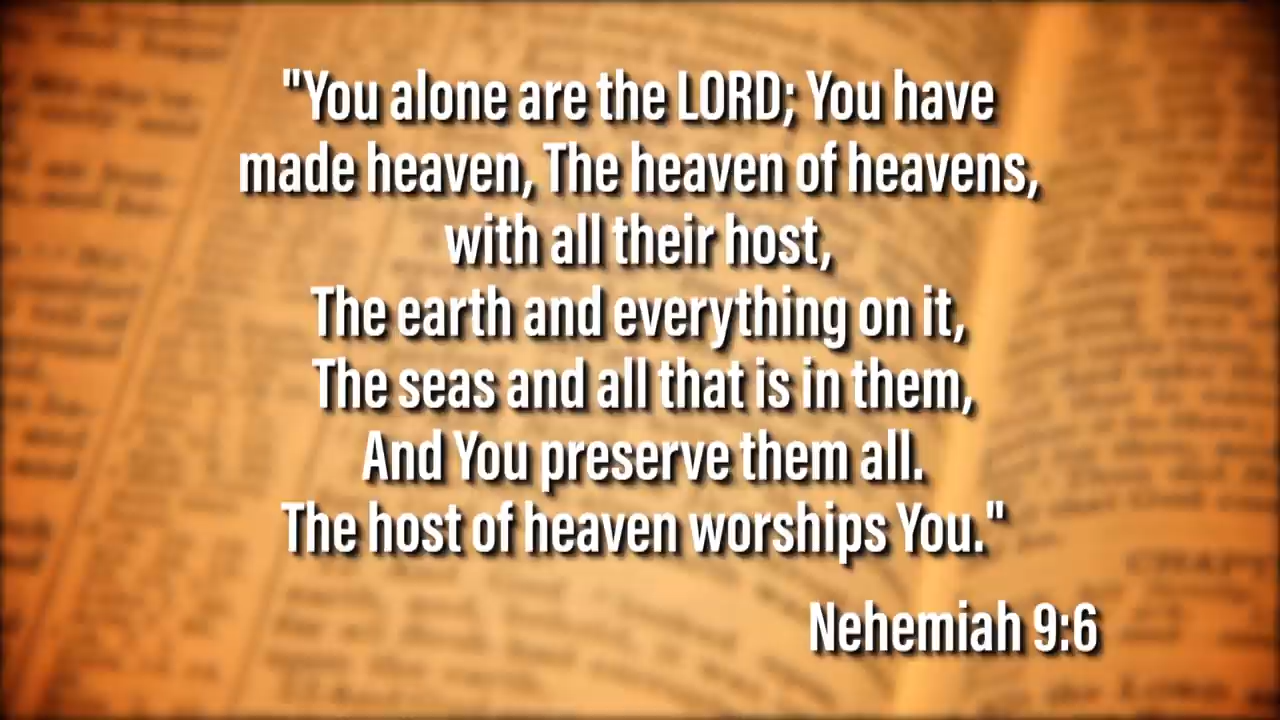 "You alone are the LORD; You have
made heaven, The heaven of heavens,
with all their host,
The earth and everything on it,
The seas and all that is in them,
And You preserve them all.
The host of heaven worships You."
Nehemiah 9:6